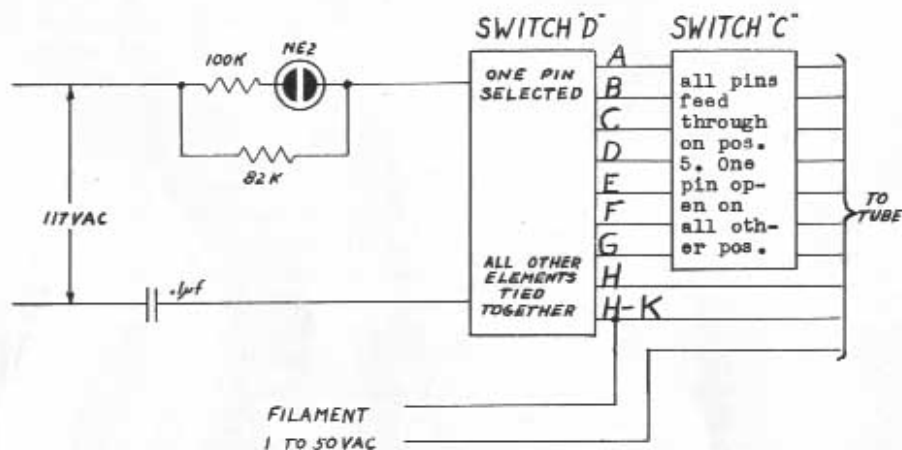 SWITCH "D"
SWITCH "C"
100K
NE2
82K
117VAC
.1µf
ONE PIN
SELECTED
ALL OTHER
ELEMENTS
TIED
TOGETHER
A
B
C
D
E
F
G
H
H-K
all pins
feed
through
on pos.
5. One
pin op-
en on
all oth-
er pos.
TO
TUBE
FILAMENT
1 TO 50VAC